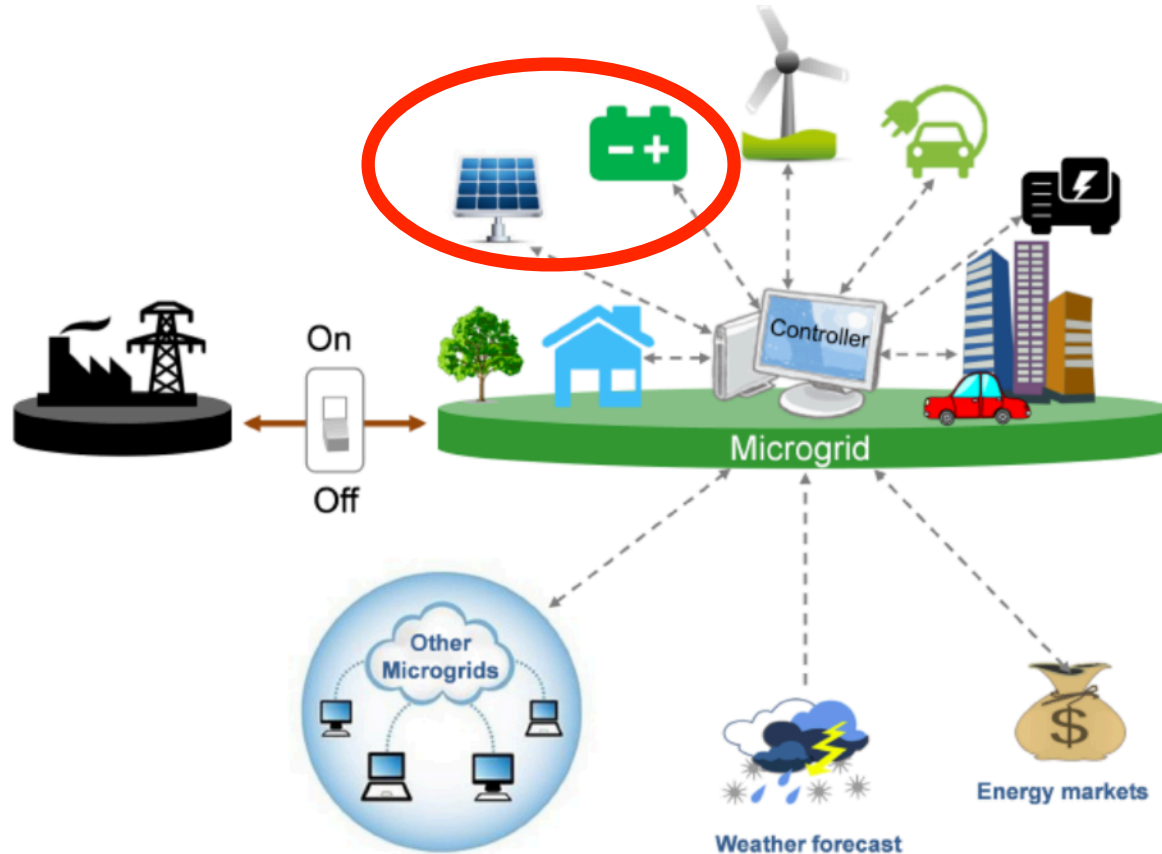 On
Off
Controller
Microgrid
Other
Microgrids
Weather forecast
$
Energy markets